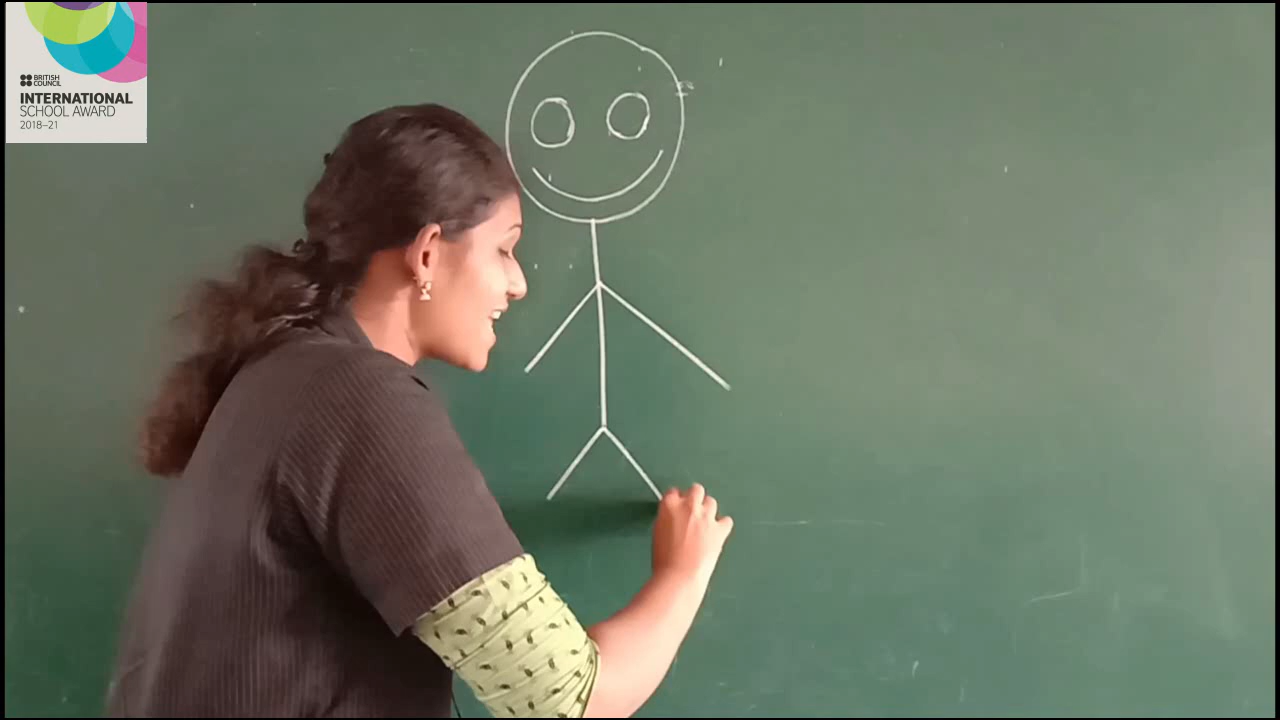 BRITISH
COUNCIL
INTERNATIONAL
SCHOOL AWARD
2018–21